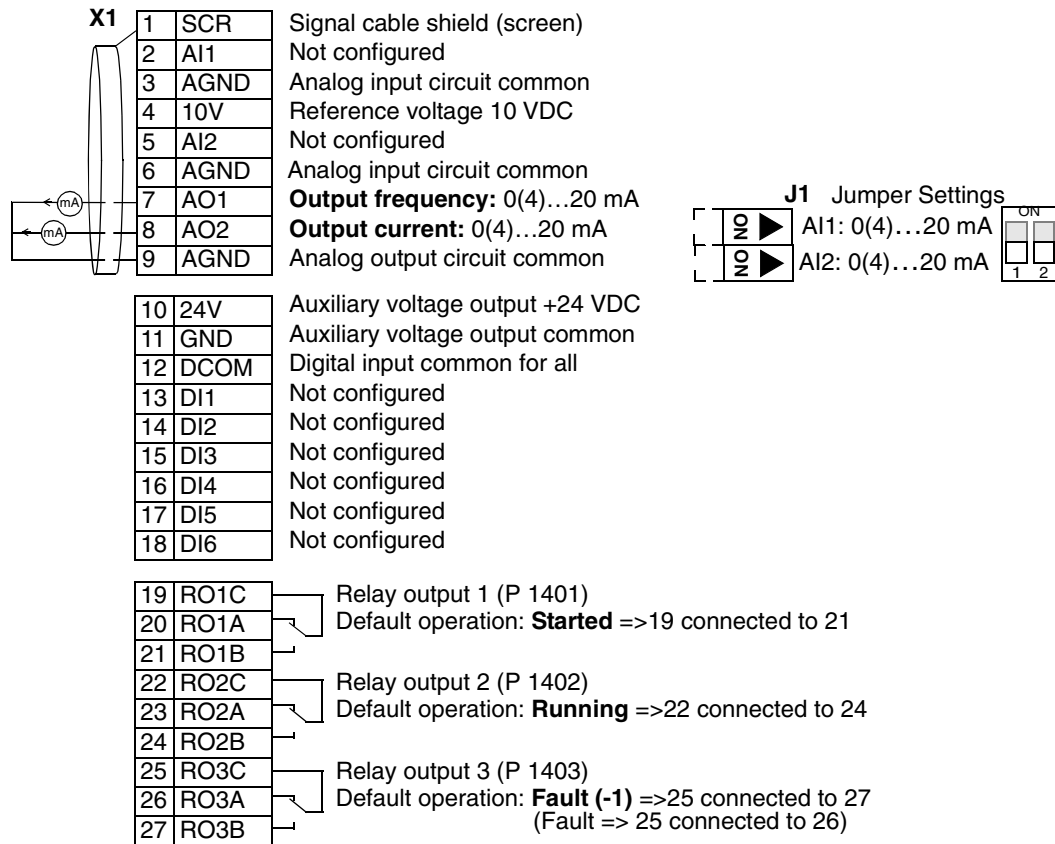 X1
1 SCR Signal cable shield (screen)
2 AI1 Not configured
3 AGND Analog input circuit common
4 10V Reference voltage 10 VDC
5 AI2 Not configured
6 AGND Analog input circuit common
mA 7 AO1 Output frequency: 0(4)…20 mA
mA 8 AO2 Output current: 0(4)…20 mA
9 AGND Analog output circuit common
J1 Jumper Settings
ON AI1: 0(4)…20 mA
ON AI2: 0(4)…20 mA
ON
1 2
10 24V Auxiliary voltage output +24 VDC
11 GND Auxiliary voltage output common
12 DCOM Digital input common for all
13 DI1 Not configured
14 DI2 Not configured
15 DI3 Not configured
16 DI4 Not configured
17 DI5 Not configured
18 DI6 Not configured
19 RO1C Relay output 1 (P 1401)
20 RO1A Default operation: Started =>19 connected to 21
21 RO1B
22 RO2C Relay output 2 (P 1402)
23 RO2A Default operation: Running =>22 connected to 24
24 RO2B
25 RO3C Relay output 3 (P 1403)
26 RO3A Default operation: Fault (-1) =>25 connected to 27
27 RO3B (Fault => 25 connected to 26)